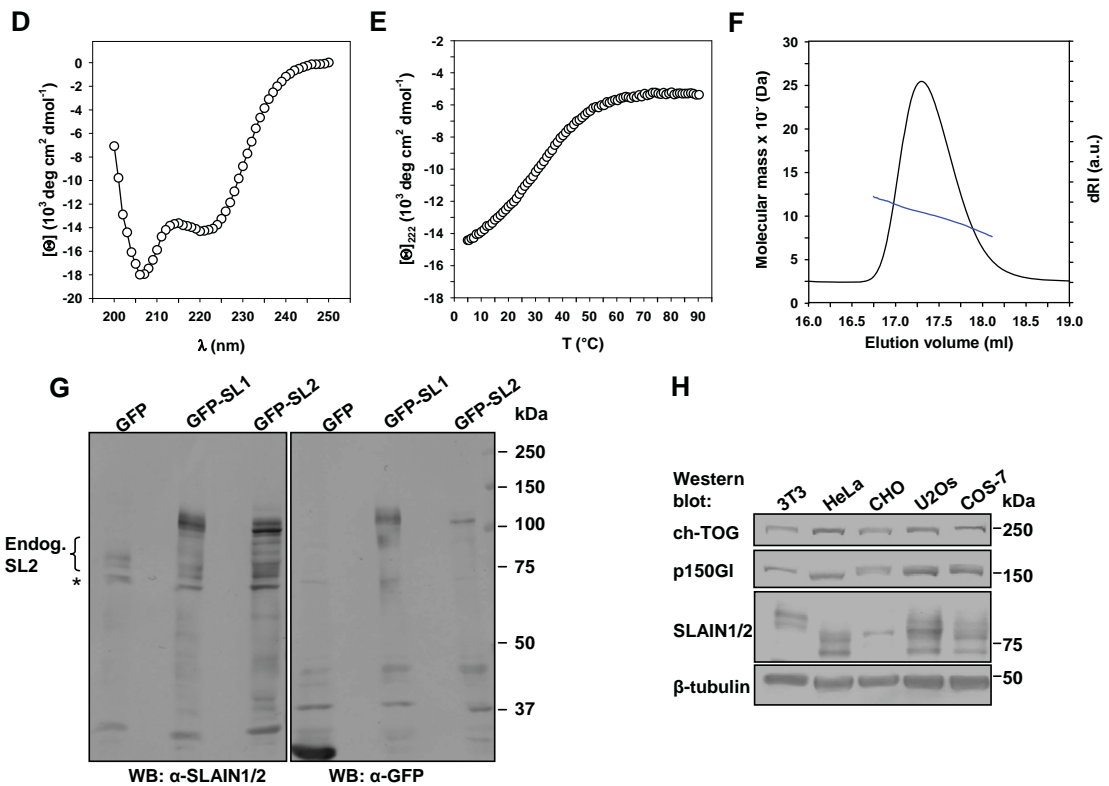 D
[Θ] (10³ deg cm² dmol⁻¹)
0
-2
-4
-6
-8
-10
-12
-14
-16
-18
-20
200 210 220 230 240 250
λ (nm)
E
[Θ]₂₂₂ (10³ deg cm² dmol⁻¹)
-2
-4
-6
-8
-10
-12
-14
-16
-18
0 10 20 30 40 50 60 70 80 90
T (°C)
F
Molecular mass x 10 (Da)
30
25
20
15
10
5
0
16.0 16.5 17.0 17.5 18.0 18.5 19.0
Elution volume (ml)
dRI (a.u.)
G
GFP GFP-SL1 GFP-SL2 GFP GFP-SL1 GFP-SL2
kDa
250
150
100
75
50
37
Endog.
SL2
*
WB: α-SLAIN1/2 WB: α-GFP
H
Western
blot:
3T3 HeLa CHO U2Os COS-7 kDa
ch-TOG 250
p150Gl 150
SLAIN1/2 75
β-tubulin 50